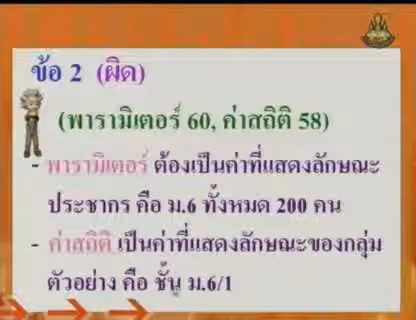 ข้อ 2 (ผิด)
(พารามิเตอร์ 60, ค่าสถิติ 58)
- พารามิเตอร์ ต้องเป็นค่าที่แสดงลักษณะ
ประชากร คือ ม.6 ทั้งหมด 200 คน
- ค่าสถิติ เป็นค่าที่แสดงลักษณะของกลุ่ม
ตัวอย่าง คือ ชั้น ม.6/1